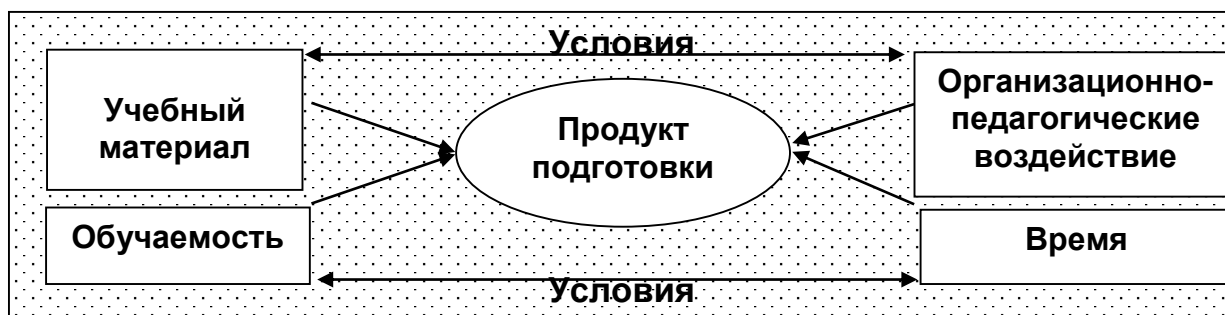 Условия
Учебный
материал
Продукт
подготовки
Организационно-
педагогические
воздействие
Обучаемость
Время
Условия